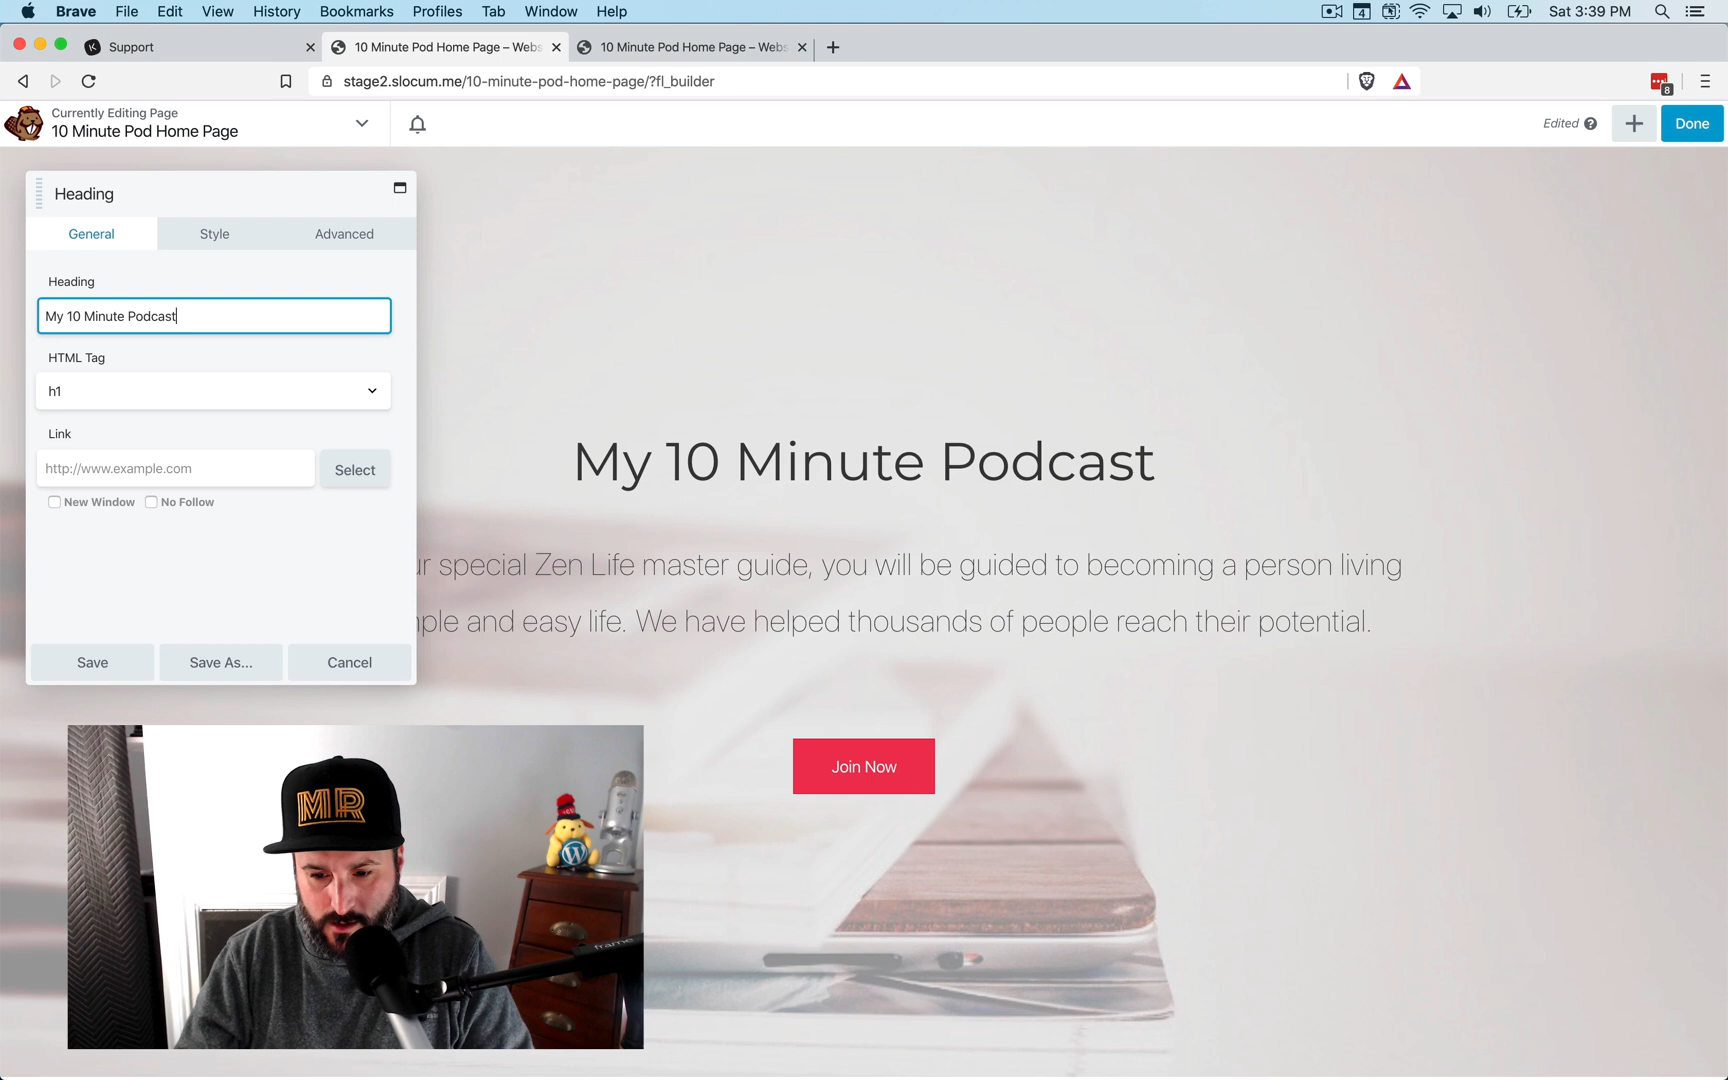 Brave File Edit View History Bookmarks Profiles Tab Window Help
4
Sat 3:39 PM
Support
10 Minute Pod Home Page – Webs
10 Minute Pod Home Page – Webs
stage2.slocum.me/10-minute-pod-home-page/?fl_builder
8
Currently Editing Page
10 Minute Pod Home Page
Edited
Done
Heading
General Style Advanced
Heading
My 10 Minute Podcast
HTML Tag
h1
Link
http://www.example.com
Select
New Window No Follow
Save Save As... Cancel
My 10 Minute Podcast
ur special Zen Life master guide, you will be guided to becoming a person living
mple and easy life. We have helped thousands of people reach their potential.
Join Now
MR
frame